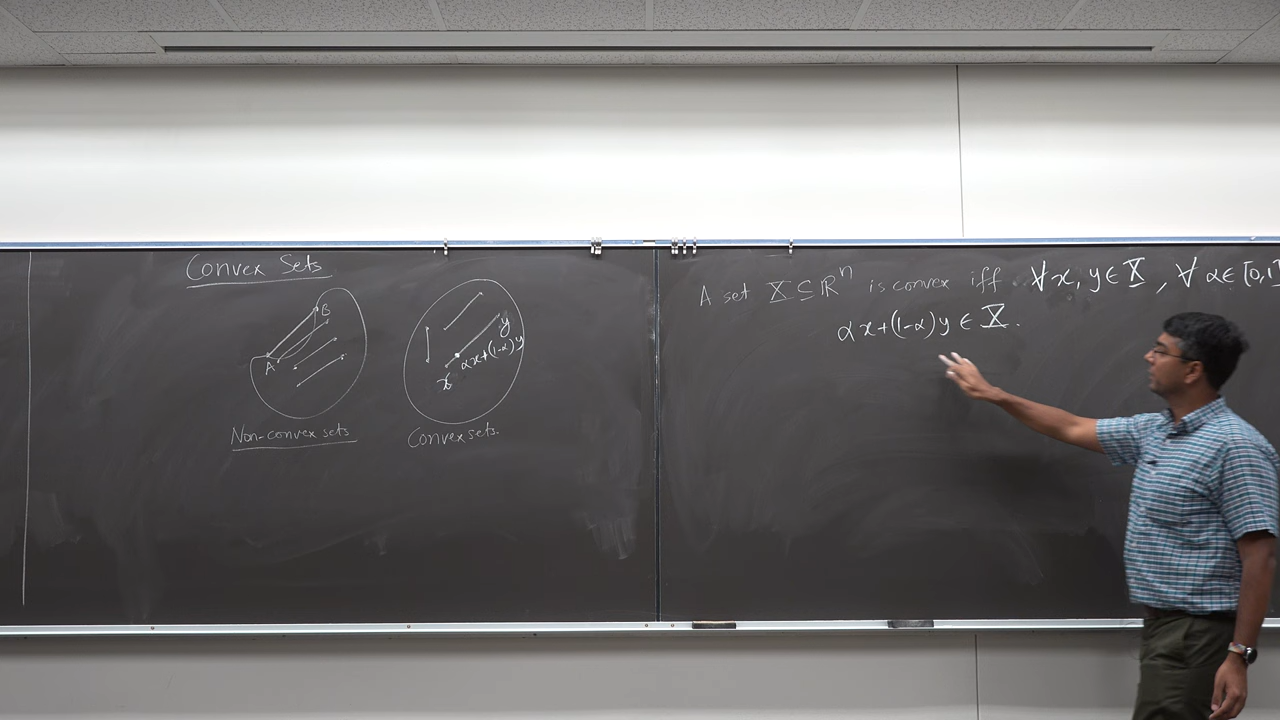 Convex Sets
B
A
Non-convex sets
y
αx+(1-α)y
x
Convex sets.
A set X ⊆ ℝⁿ is convex iff ∀x, y ∈ X, ∀ α ∈ [0,1]
αx+(1-α)y ∈ X.